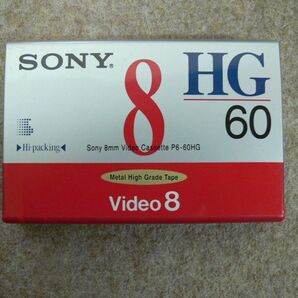 SONY®
8
HG
60
▶Hi-packing◀
Sony 8mm Video Cassette P6-60HG
Metal High Grade Tape
Video 8